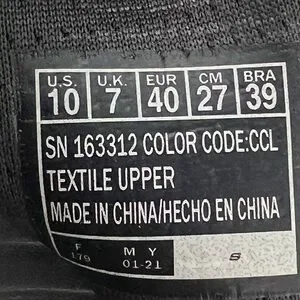 U.S. U.K. EUR CM BRA
10 7 40 27 39
SN 163312 COLOR CODE:CCL
TEXTILE UPPER
MADE IN CHINA/HECHO EN CHINA
F M Y
179 01-21
S